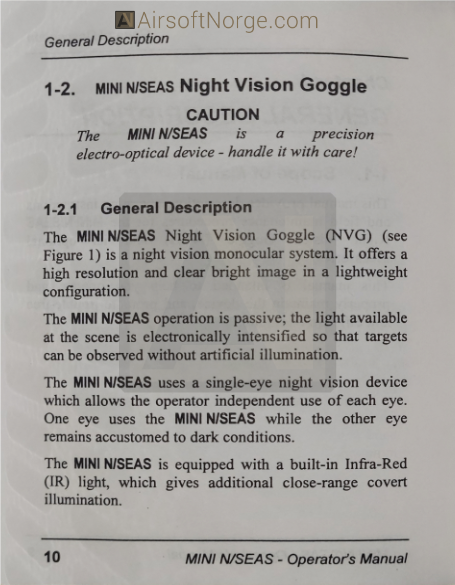 AirsoftNorge.com
General Description
1-2. MINI N/SEAS Night Vision Goggle
CAUTION
The MINI N/SEAS is a precision
electro-optical device - handle it with care!
1-2.1 General Description
The MINI N/SEAS Night Vision Goggle (NVG) (see
Figure 1) is a night vision monocular system. It offers a
high resolution and clear bright image in a lightweight
configuration.
The MINI N/SEAS operation is passive; the light available
at the scene is electronically intensified so that targets
can be observed without artificial illumination.
The MINI N/SEAS uses a single-eye night vision device
which allows the operator independent use of each eye.
One eye uses the MINI N/SEAS while the other eye
remains accustomed to dark conditions.
The MINI N/SEAS is equipped with a built-in Infra-Red
(IR) light, which gives additional close-range covert
illumination.
10 MINI N/SEAS - Operator's Manual